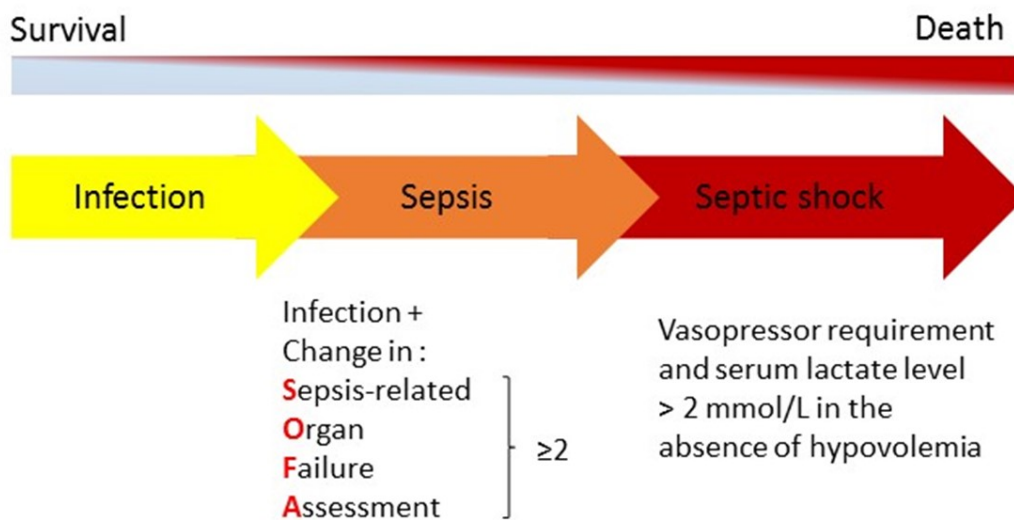 Survival
Death
Infection
Sepsis
Septic shock
Infection +
Change in :
Sepsis-related
Organ
Failure
Assessment
≥2
Vasopressor requirement
and serum lactate level
> 2 mmol/L in the
absence of hypovolemia